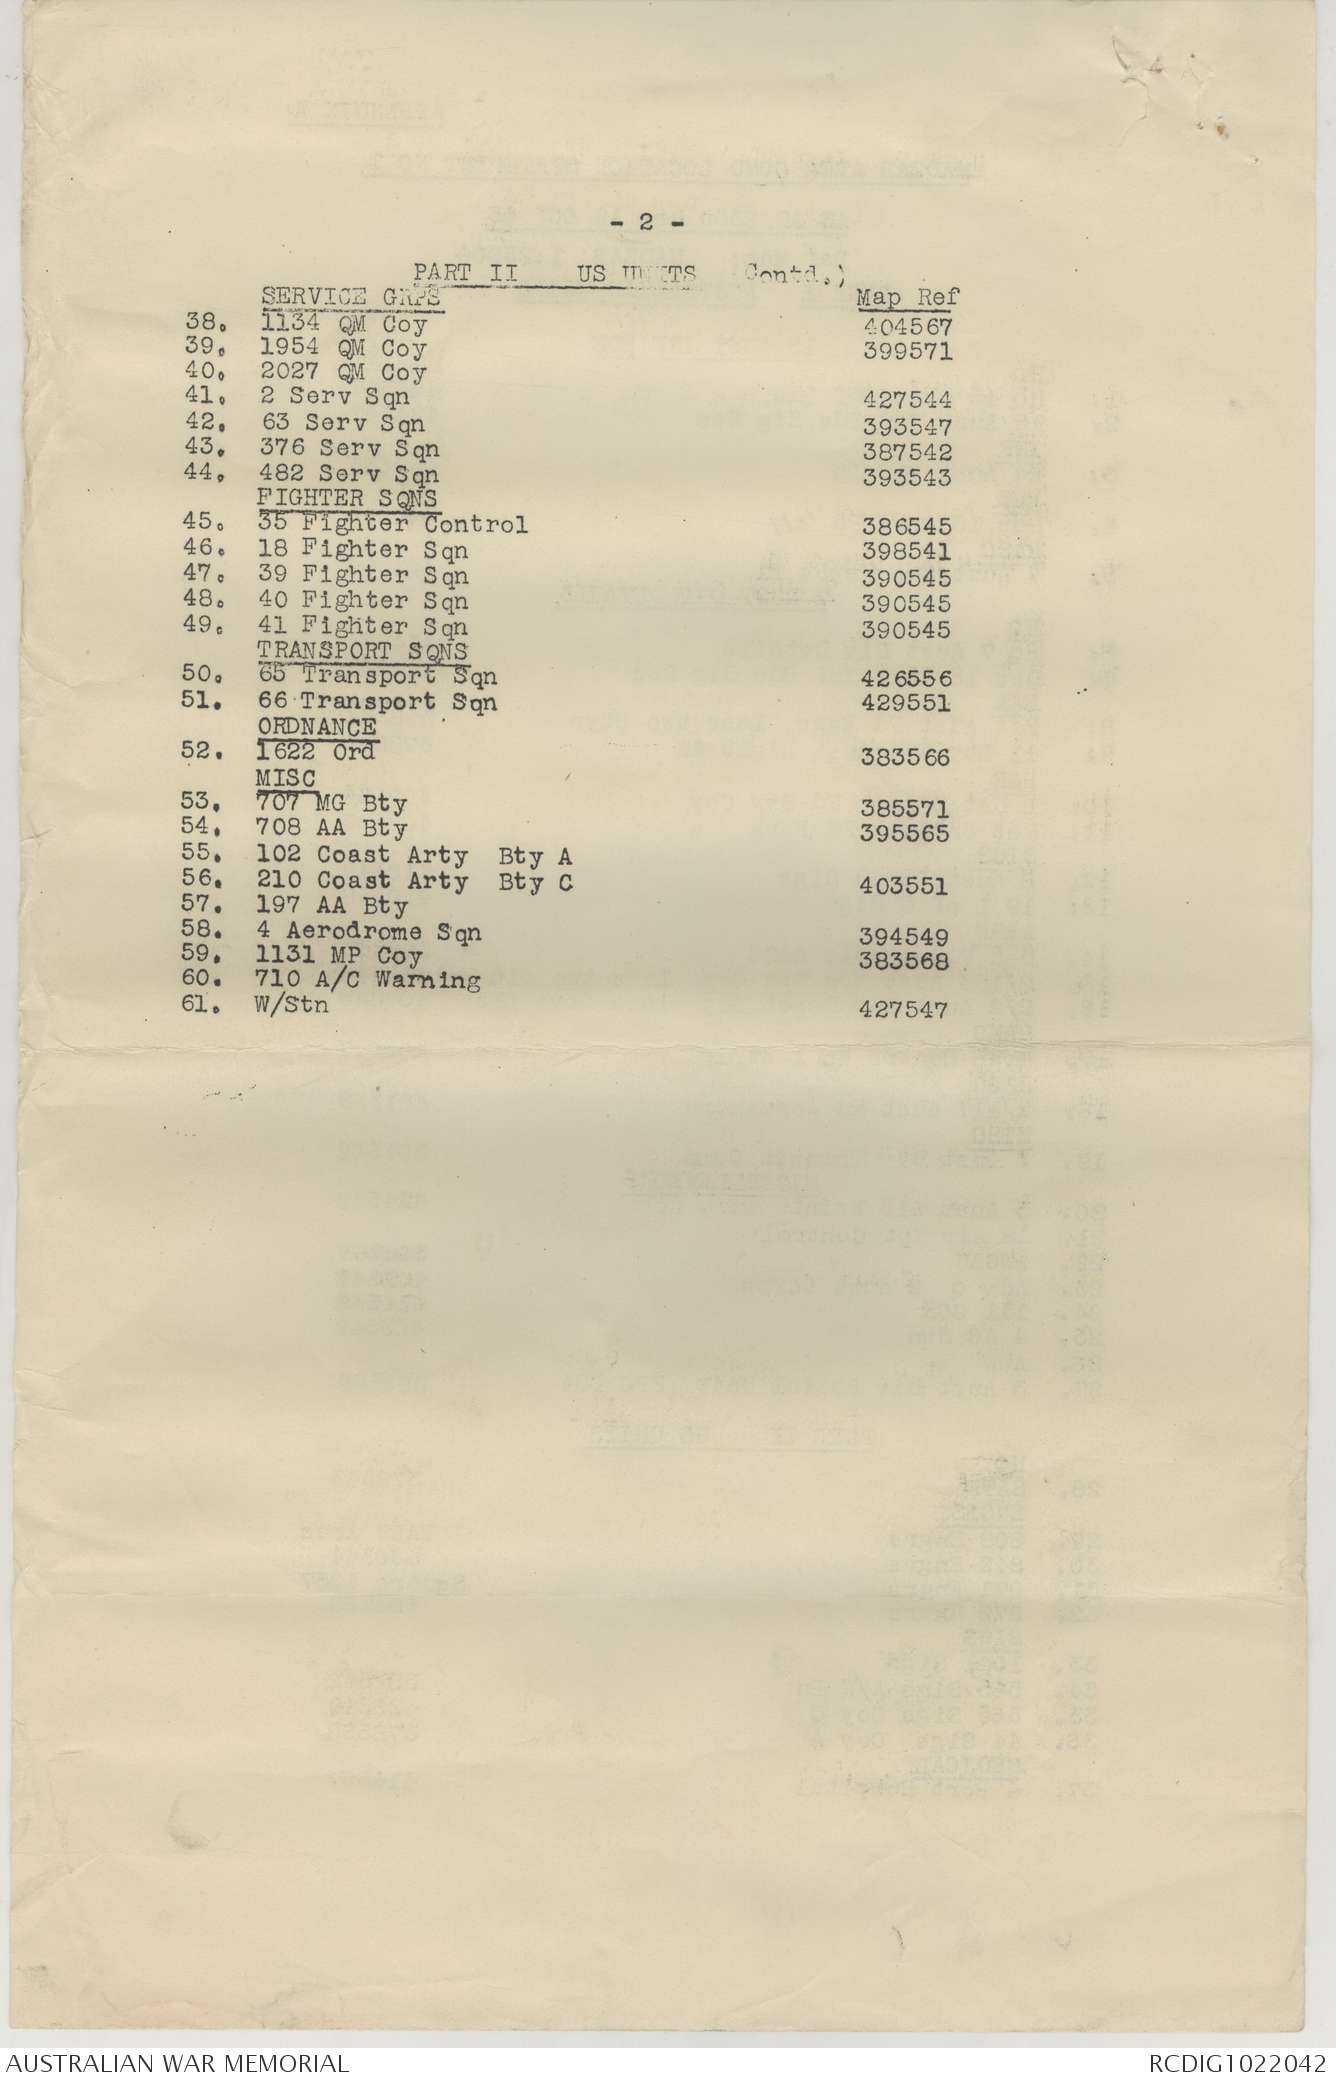 - 2 -
PART II US UNITS (Contd.)
SERVICE GRPS Map Ref
38. 1134 QM Coy 404567
39. 1954 QM Coy 399571
40. 2027 QM Coy
41. 2 Serv Sqn 427544
42. 63 Serv Sqn 393547
43. 376 Serv Sqn 387542
44. 482 Serv Sqn 393543
FIGHTER SQNS
45. 35 Fighter Control 386545
46. 18 Fighter Sqn 398541
47. 39 Fighter Sqn 390545
48. 40 Fighter Sqn 390545
49. 41 Fighter Sqn 390545
TRANSPORT SQNS
50. 65 Transport Sqn 426556
51. 66 Transport Sqn 429551
ORDNANCE
52. 1622 Ord 383566
MISC
53. 707 MG Bty 385571
54. 708 AA Bty 395565
55. 102 Coast Arty Bty A
56. 210 Coast Arty Bty C 403551
57. 197 AA Bty
58. 4 Aerodrome Sqn 394549
59. 1131 MP Coy 383568
60. 710 A/C Warning
61. W/Stn 427547
AUSTRALIAN WAR MEMORIAL RCDIG1022042